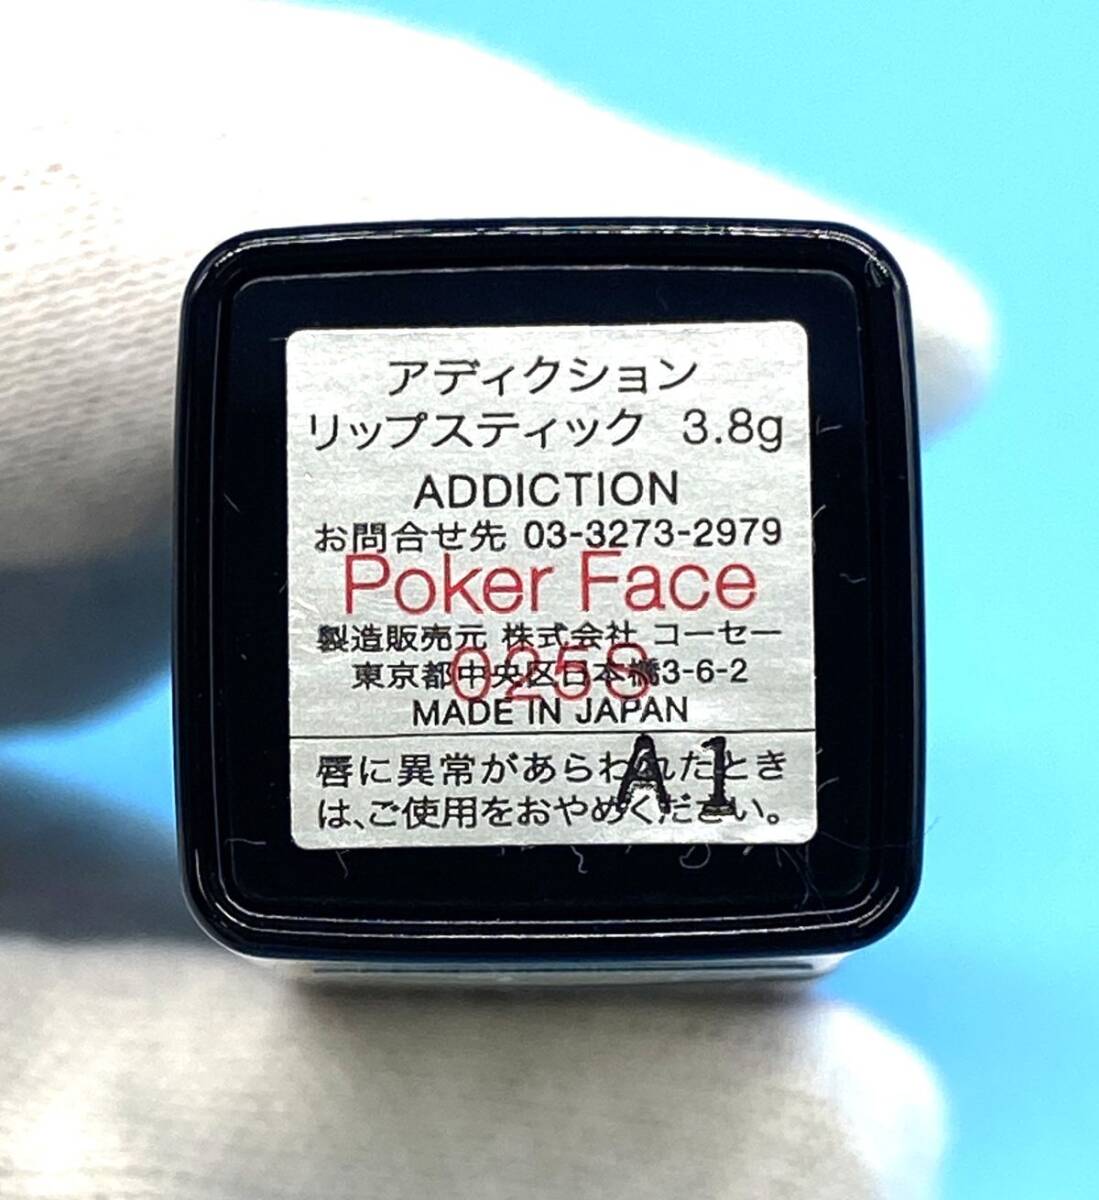 アディクション
リップスティック 3.8g
ADDICTION
お問合せ先 03-3273-2979
Poker Face
製造販売元 株式会社 コーセー
東京都中央区日本橋3-6-2
025S
MADE IN JAPAN
唇に異常があらわれたとき
は、ご使用をおやめください。
A1